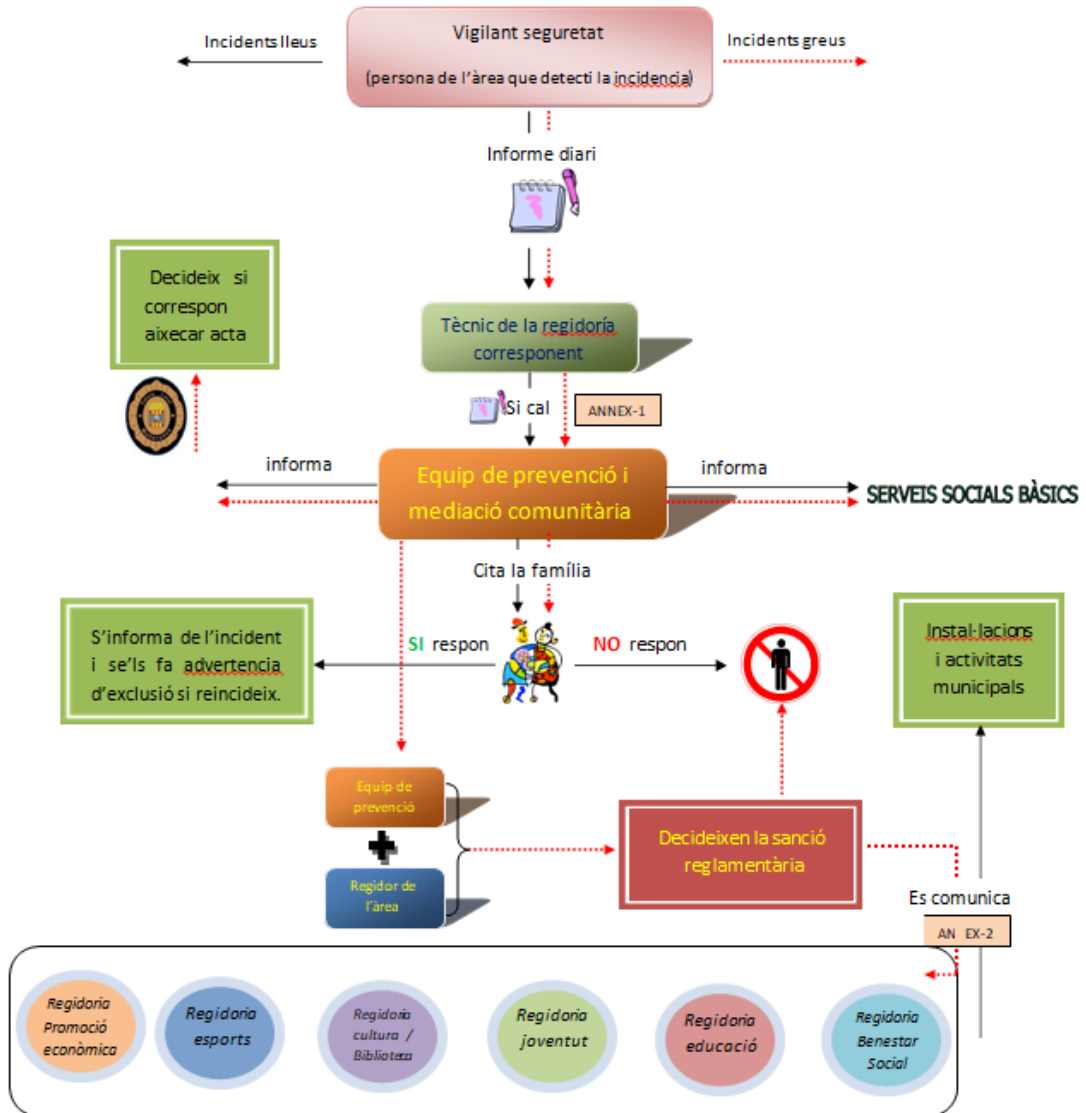 Vigilant seguretat
(persona de l'àrea que detecti la incidencia)
Incidents lleus
Incidents greus
Informe diari
Decideix si
correspon
aixecar acta
Tècnic de la regidoría
corresponent
Si cal
ANNEX-1
informa
Equip de prevenció i
mediació comunitària
informa
SERVEIS SOCIALS BÀSICS
Cita la família
S'informa de l'incident
i se'ls fa advertencia
d'exclusió si reincideix.
SI respon
NO respon
Instal·lacions
i activitats
municipals
Equip de
prevenció
Regidor de
l'àrea
Decideixen la sanció
reglamentària
Es comunica
AN EX-2
Regidoria
Promoció
econòmica
Regidoria
esports
Regidoria
cultura /
Biblioteca
Regidoria
joventut
Regidoria
educació
Regidoria
Benestar
Social